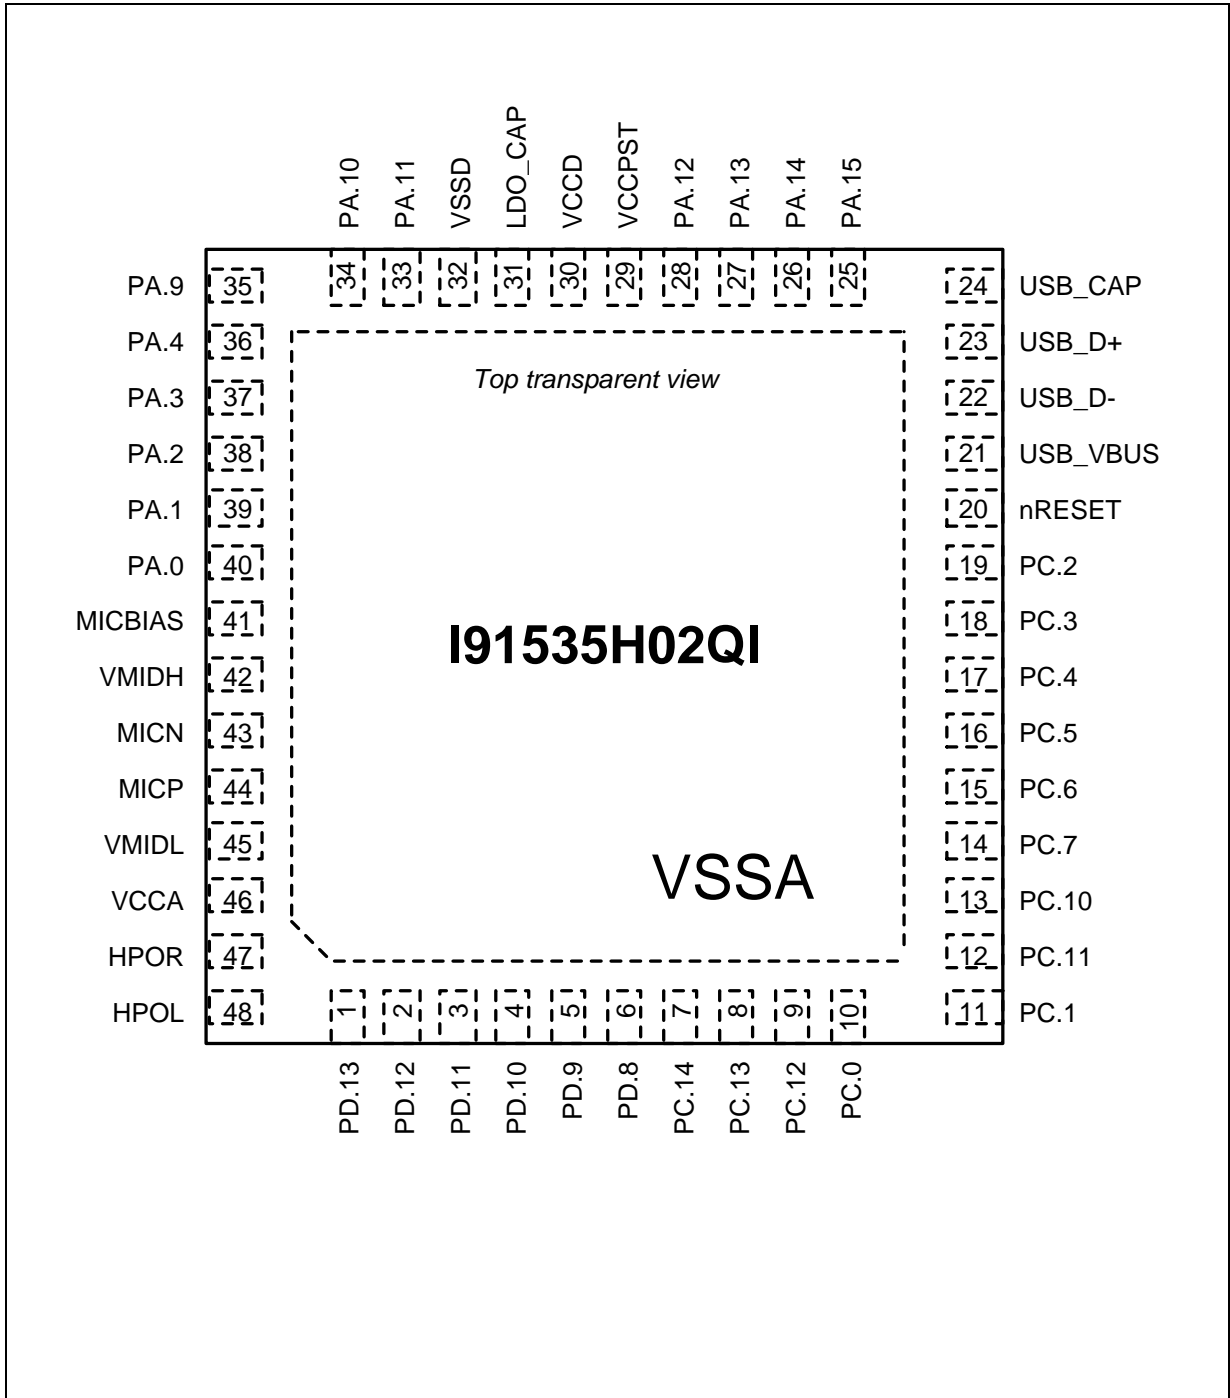 PA.10
PA.11
VSSD
LDO_CAP
VCCD
VCCPST
PA.12
PA.13
PA.14
PA.15
34
33
32
31
30
29
28
27
26
25
PA.9 35
PA.4 36
PA.3 37
PA.2 38
PA.1 39
PA.0 40
MICBIAS 41
VMIDH 42
MICN 43
MICP 44
VMIDL 45
VCCA 46
HPOR 47
HPOL 48
Top transparent view
I91535H02QI
VSSA
24 USB_CAP
23 USB_D+
22 USB_D-
21 USB_VBUS
20 nRESET
19 PC.2
18 PC.3
17 PC.4
16 PC.5
15 PC.6
14 PC.7
13 PC.10
12 PC.11
11 PC.1
1
2
3
4
5
6
7
8
9
10
PD.13
PD.12
PD.11
PD.10
PD.9
PD.8
PC.14
PC.13
PC.12
PC.0